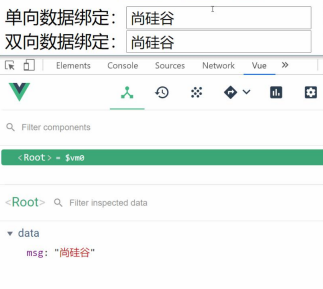 单向数据绑定：尚硅谷
双向数据绑定：尚硅谷
Elements Console Sources Network Vue »
Filter components
<Root> = $vm0
<Root> Filter inspected data
data
msg: "尚硅谷"